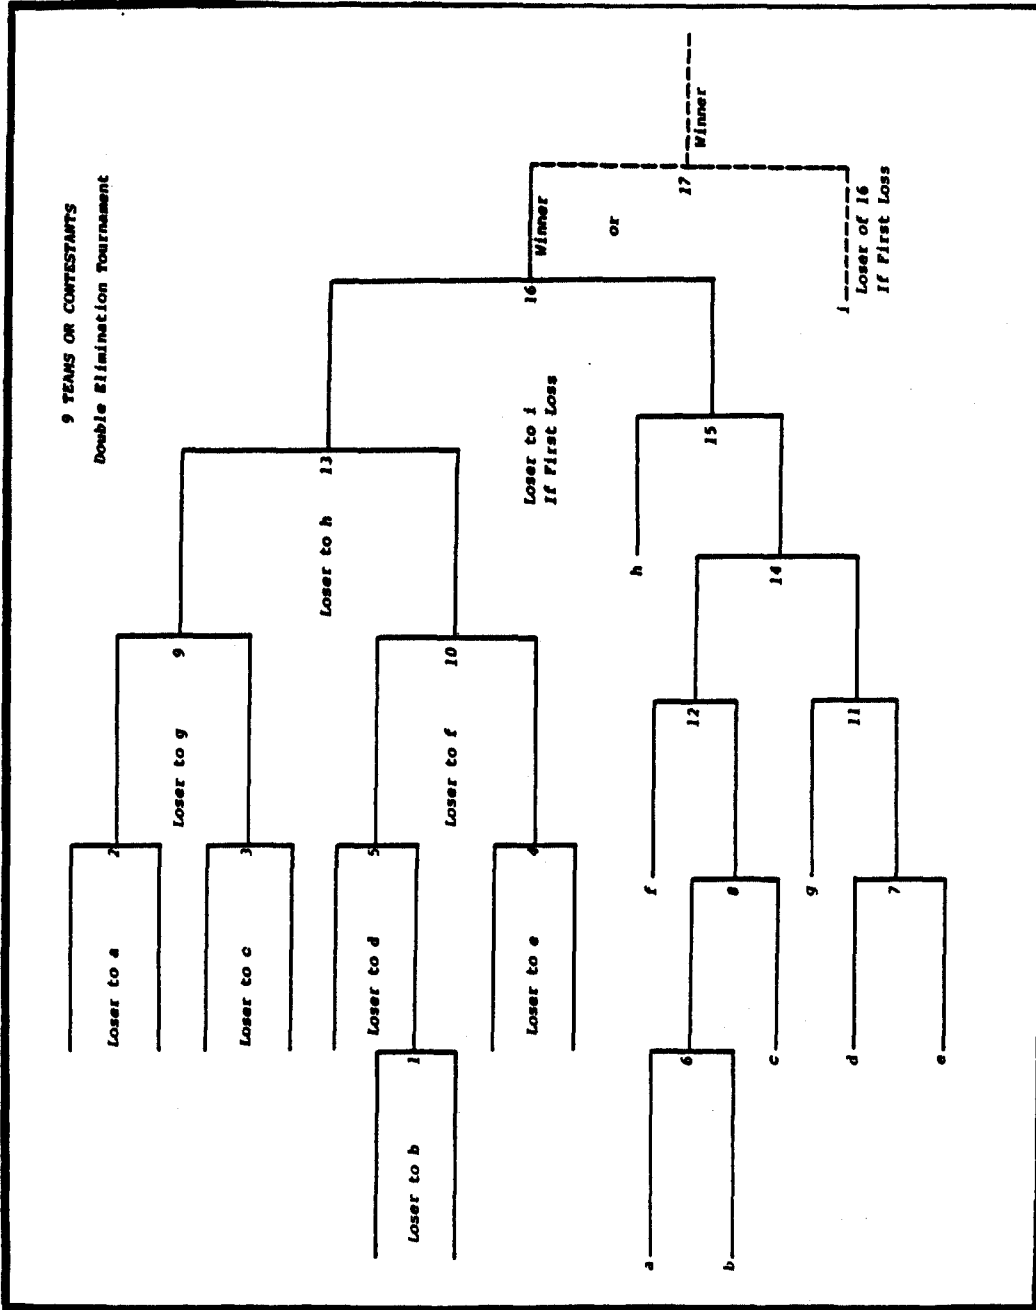 9 TEAMS OR CONTESTANTS
Double Elimination Tournament
Loser to a
2
Loser to g
9
Loser to c
3
Loser to h
13
Loser to d
5
Loser to b
1
Loser to f
10
Loser to e
4
Loser to i
If First Loss
16
Winner
or
17
Winner
i
Loser of 16
If First Loss
h
15
14
f
12
a
6
b
8
c
g
11
d
7
e